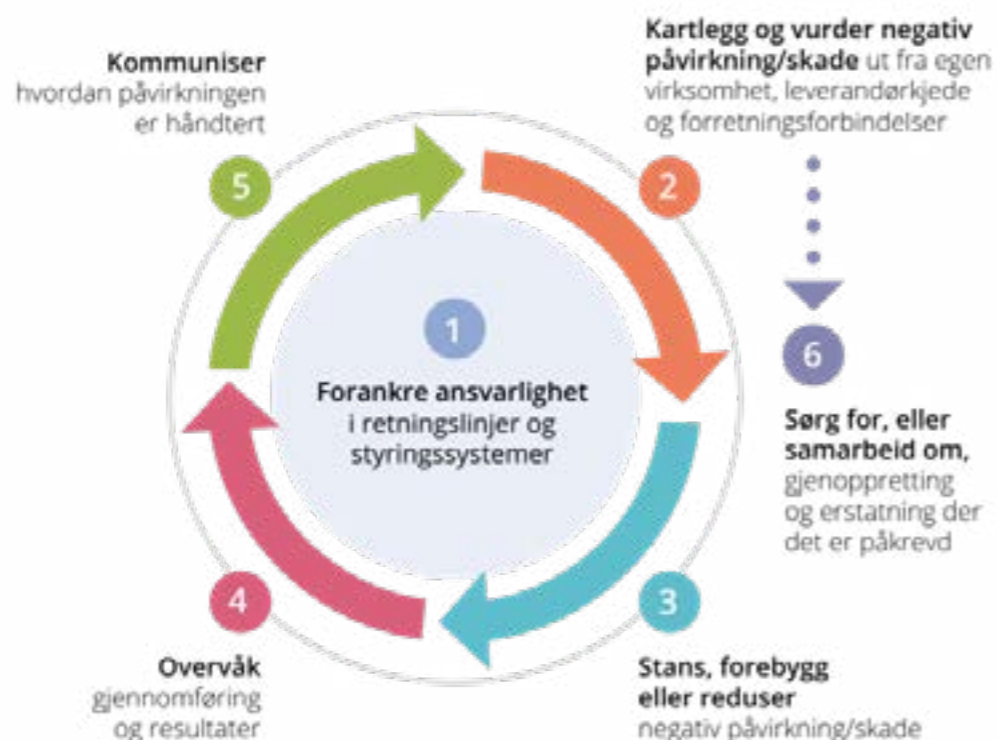 Kommuniser
hvordan påvirkningen
er håndtert
5
Kartlegg og vurder negativ
påvirkning/skade ut fra egen
virksomhet, leverandørkjede
og forretningsforbindelser
2
1
Forankre ansvarlighet
i retningslinjer og
styringssystemer
6
Sørg for, eller
samarbeid om,
gjenoppretting
og erstatning der
det er påkrevd
4
Overvåk
gjennomføring
og resultater
3
Stans, forebygg
eller reduser
negativ påvirkning/skade